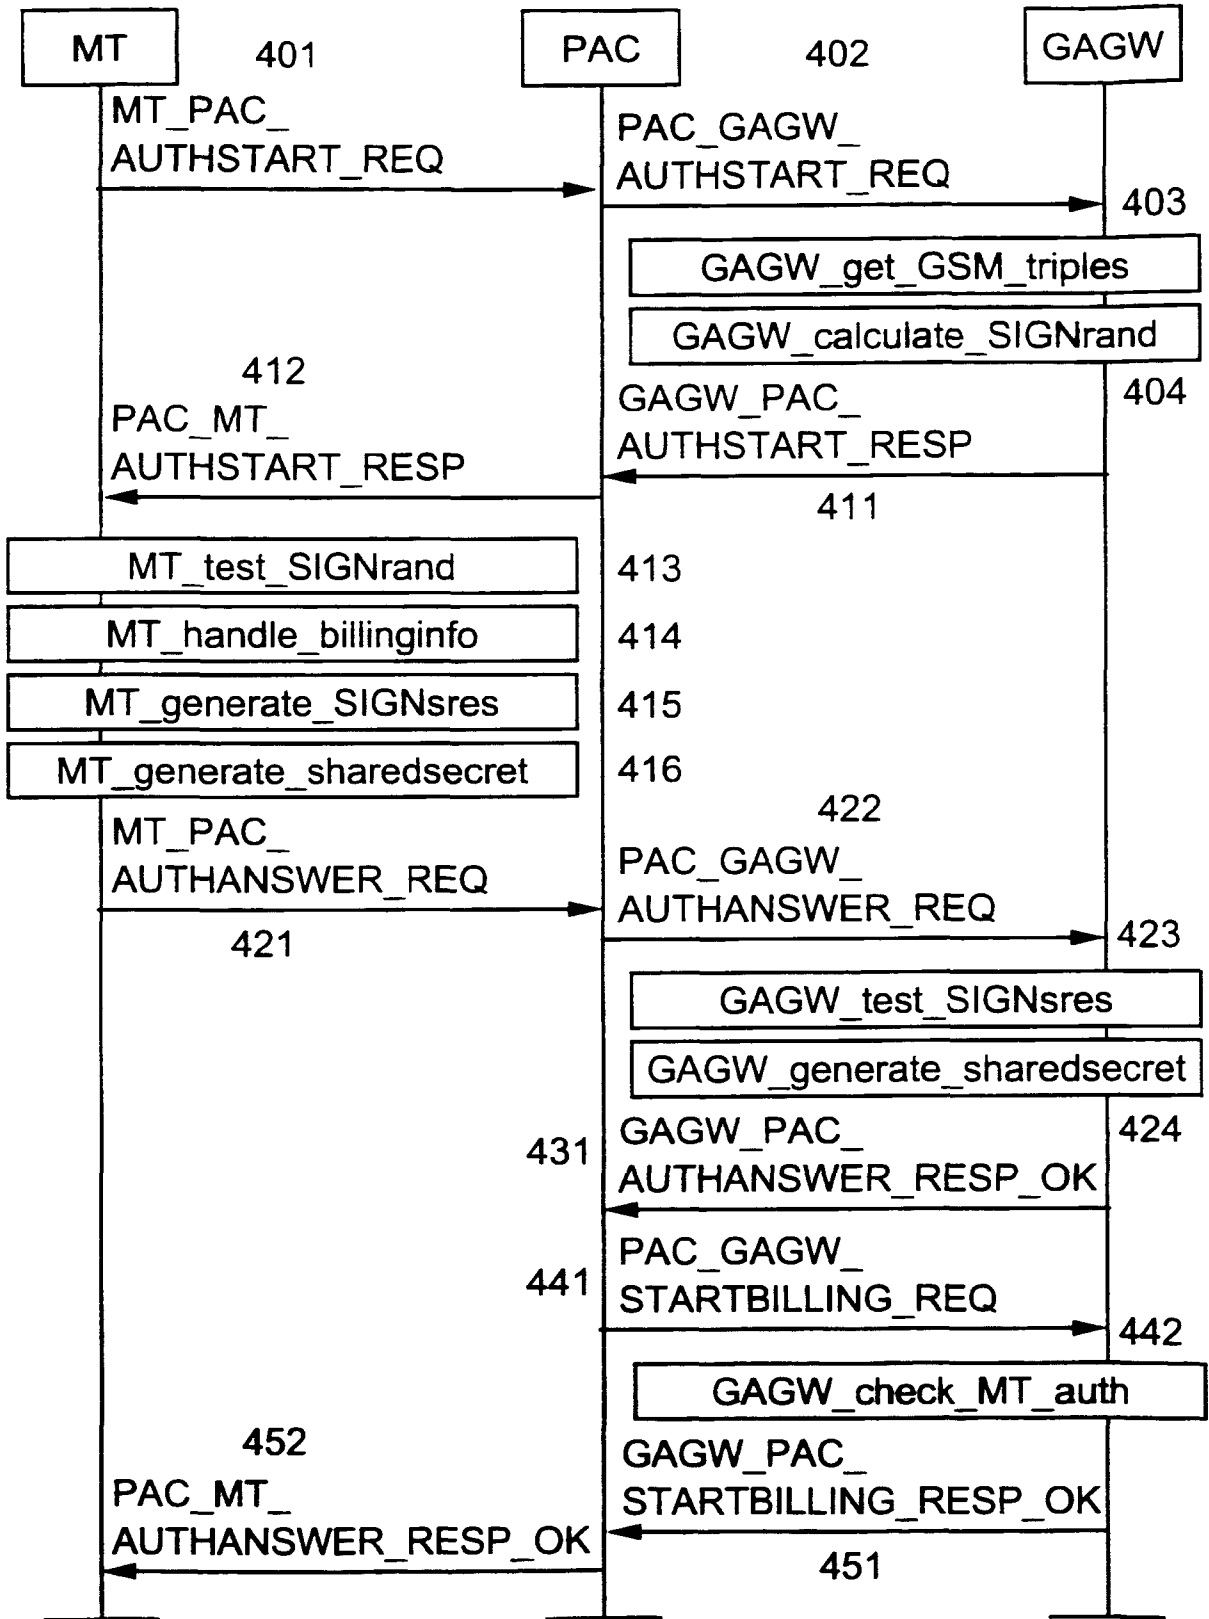 MT
401
PAC
402
GAGW
MT_PAC_
AUTHSTART_REQ
PAC_GAGW_
AUTHSTART_REQ
403
GAGW_get_GSM_triples
GAGW_calculate_SIGNrand
412
PAC_MT_
AUTHSTART_RESP
GAGW_PAC_
AUTHSTART_RESP
404
411
MT_test_SIGNrand
413
MT_handle_billinginfo
414
MT_generate_SIGNsres
415
MT_generate_sharedsecret
416
MT_PAC_
AUTHANSWER_REQ
421
422
PAC_GAGW_
AUTHANSWER_REQ
423
GAGW_test_SIGNsres
GAGW_generate_sharedsecret
431
GAGW_PAC_
AUTHANSWER_RESP_OK
424
441
PAC_GAGW_
STARTBILLING_REQ
442
GAGW_check_MT_auth
452
PAC_MT_
AUTHANSWER_RESP_OK
GAGW_PAC_
STARTBILLING_RESP_OK
451